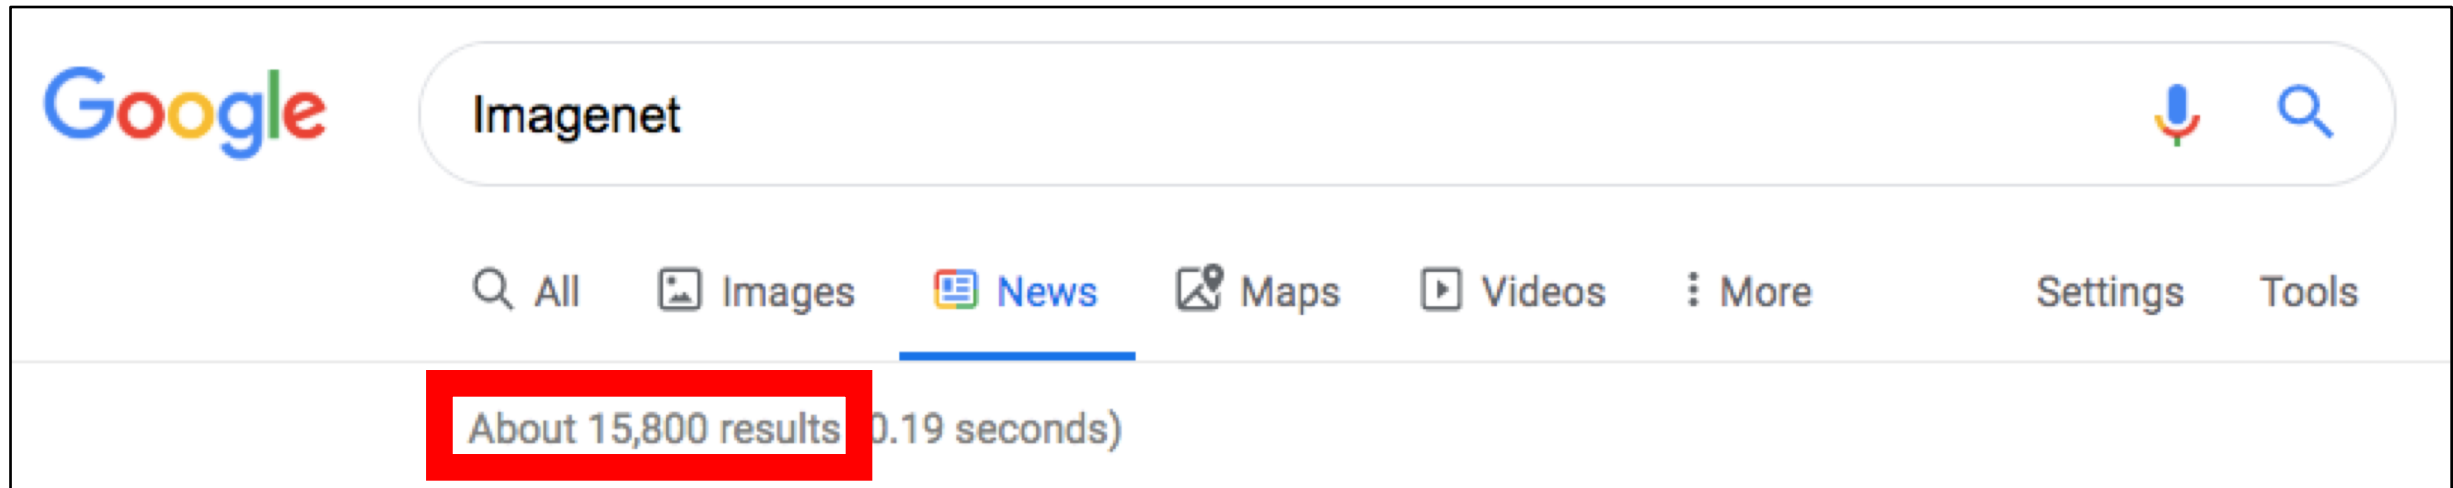 Google Imagenet
All Images News Maps Videos More Settings Tools
About 15,800 results 0.19 seconds)